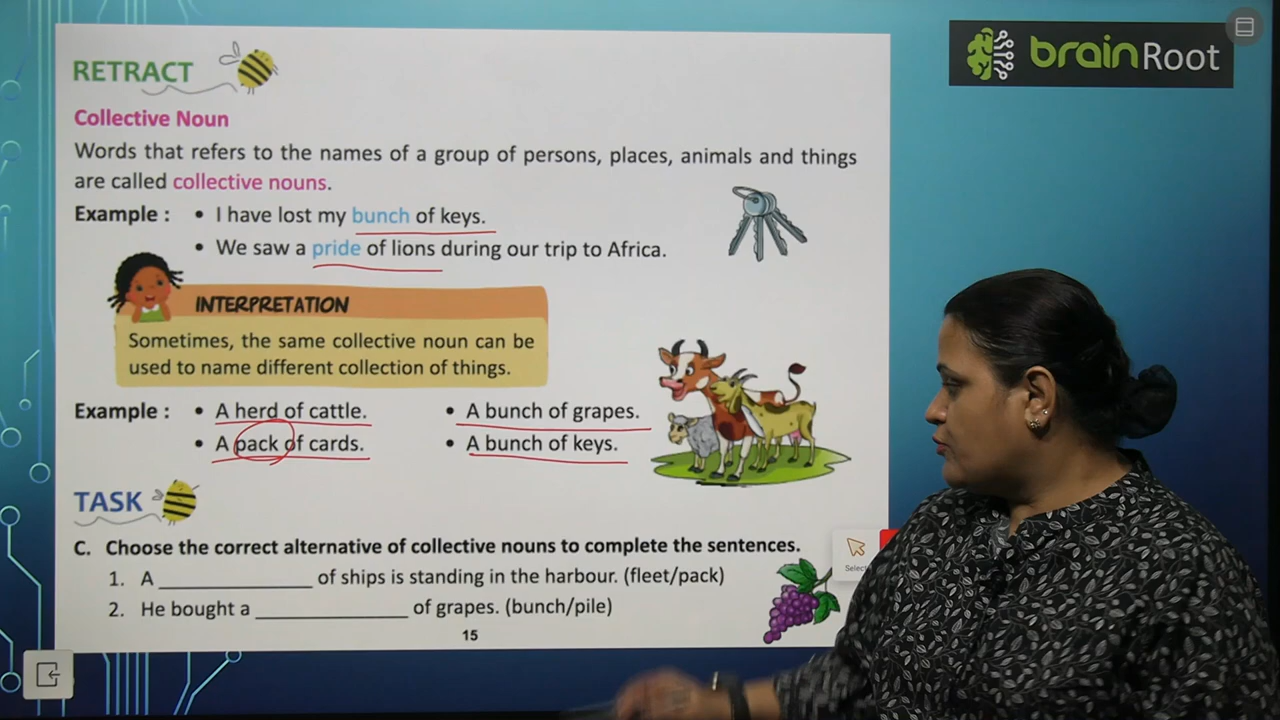 brainRoot
RETRACT
Collective Noun
Words that refers to the names of a group of persons, places, animals and things
are called collective nouns.
Example : • I have lost my bunch of keys.
• We saw a pride of lions during our trip to Africa.
INTERPRETATION
Sometimes, the same collective noun can be
used to name different collection of things.
Example : • A herd of cattle. • A bunch of grapes.
• A pack of cards. • A bunch of keys.
TASK
C. Choose the correct alternative of collective nouns to complete the sentences.
Select
1. A ______________ of ships is standing in the harbour. (fleet/pack)
2. He bought a ______________ of grapes. (bunch/pile)
15